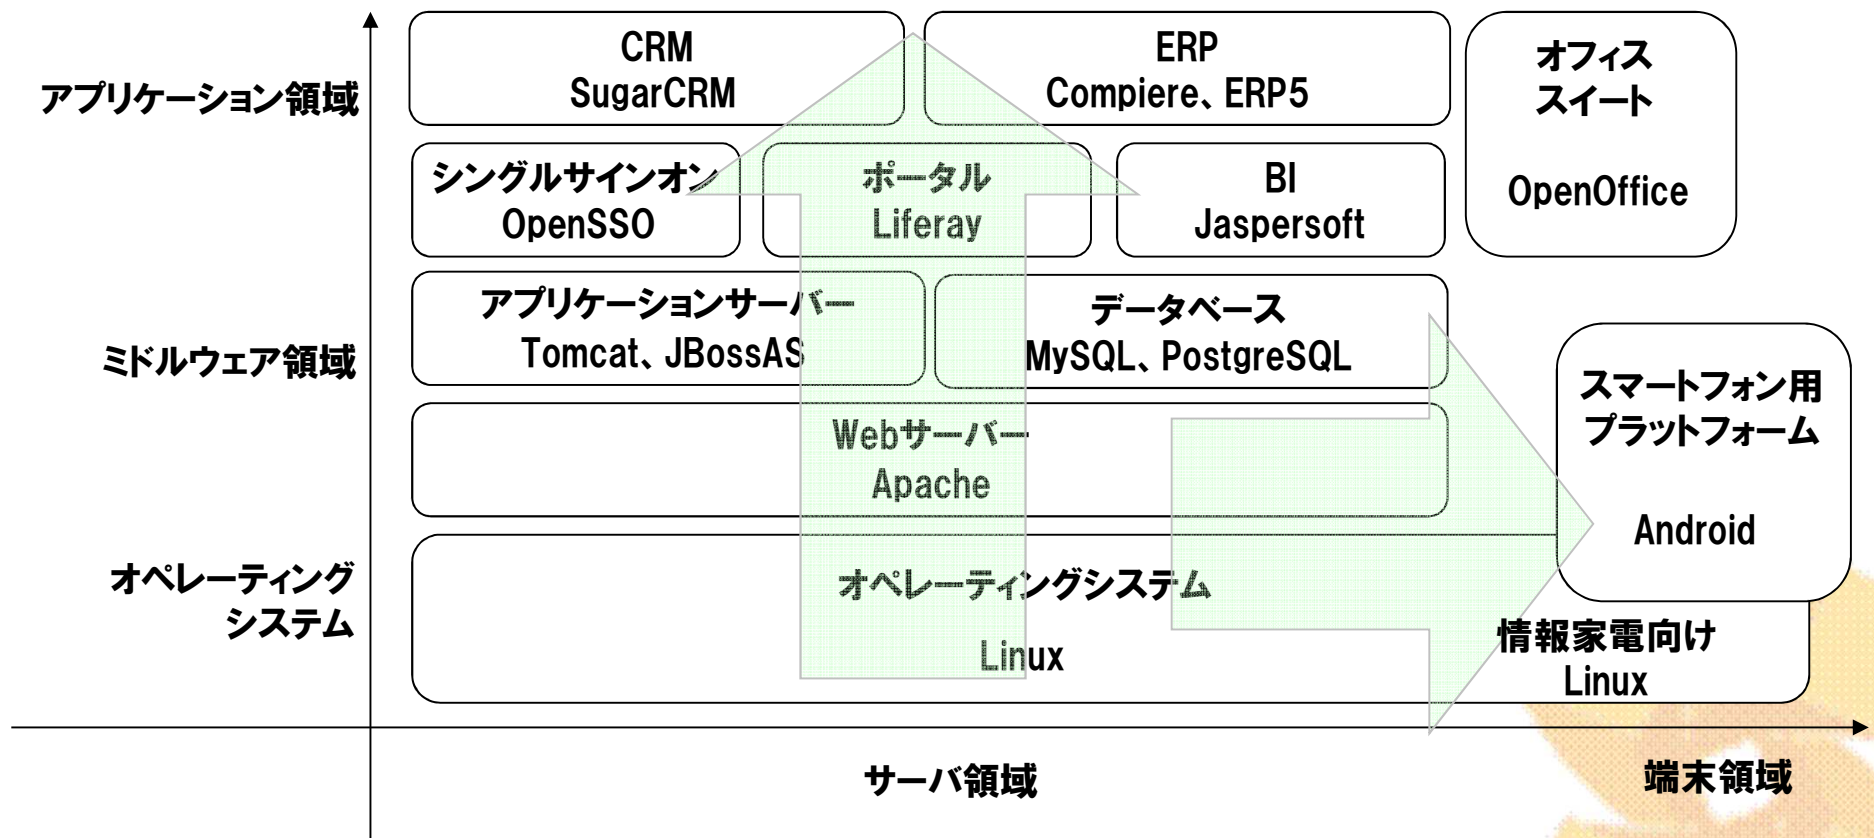 アプリケーション領域
CRM
SugarCRM
ERP
Compiere、ERP5
オフィス
スイート
OpenOffice
シングルサインオン
OpenSSO
ポータル
Liferay
BI
Jaspersoft
ミドルウェア領域
アプリケーションサーバー
Tomcat、JBossAS
データベース
MySQL、PostgreSQL
スマートフォン用
プラットフォーム
Android
Webサーバー
Apache
オペレーティング
システム
オペレーティングシステム
Linux
情報家電向け
Linux
サーバ領域
端末領域